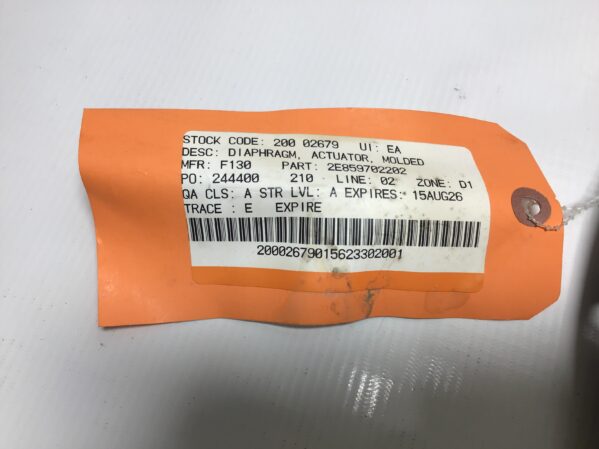 STOCK CODE: 200 02679 UI: EA
DESC: DIAPHRAGM, ACTUATOR, MOLDED
MFR: F130 PART: 2E859702202
PO: 244400 210 LINE: 02 ZONE: D1
QA CLS: A STR LVL: A EXPIRES: 15AUG26
TRACE : E EXPIRE
20002679015623302001